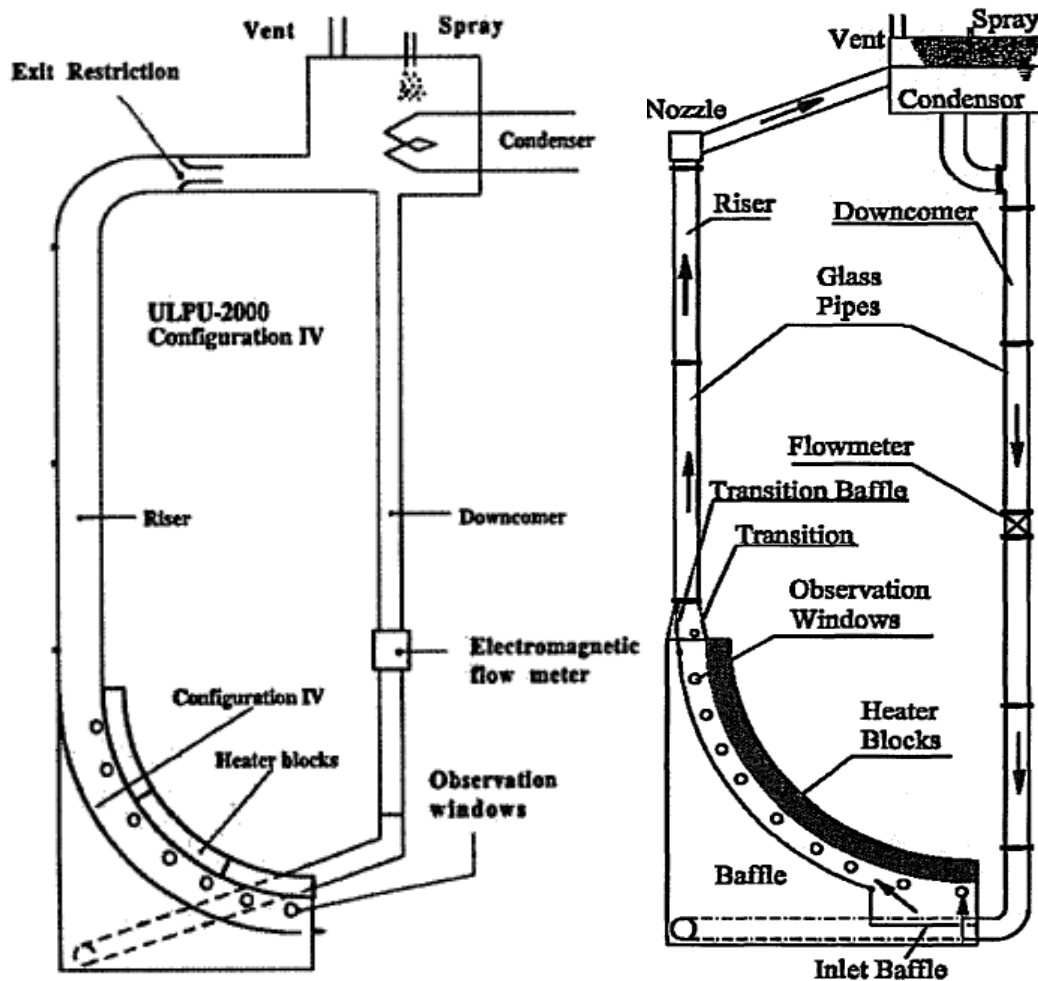 Vent
Spray
Exit Restriction
Condenser
ULPU-2000
Configuration IV
Riser
Downcomer
Electromagnetic
flow meter
Configuration IV
Heater blocks
Observation
windows
Spray
Vent
Condensor
Nozzle
Riser
Downcomer
Glass
Pipes
Flowmeter
Transition Baffle
Transition
Observation
Windows
Heater
Blocks
Baffle
Inlet Baffle